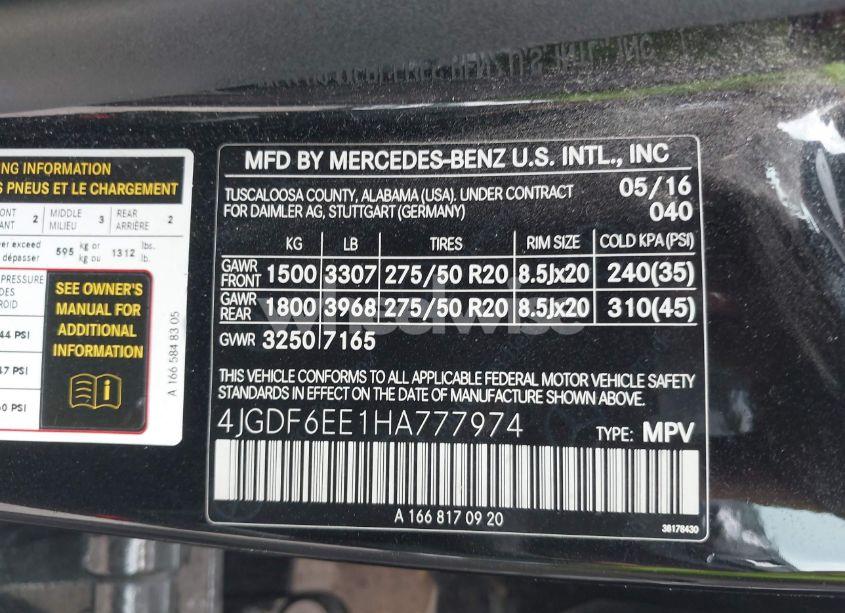 NG INFORMATION
S PNEUS ET LE CHARGEMENT
ONT 2 MIDDLE 3 REAR 2
ANT MILIEU ARRIÈRE
ver exceed 595 kg or 1312 lbs.
dépasser kg ou lb.
PRESSURE
DES
ROID
44 PSI
47 PSI
60 PSI
SEE OWNER'S
MANUAL FOR
ADDITIONAL
INFORMATION
A 166 584 83 05
MFD BY MERCEDES-BENZ U.S. INTL., INC
TUSCALOOSA COUNTY, ALABAMA (USA). UNDER CONTRACT 05/16
FOR DAIMLER AG, STUTTGART (GERMANY) 040
KG LB TIRES RIM SIZE COLD KPA (PSI)
GAWR FRONT 1500 3307 275/50 R20 8.5Jx20 240(35)
GAWR REAR 1800 3968 275/50 R20 8.5Jx20 310(45)
GVWR 3250 7165
THIS VEHICLE CONFORMS TO ALL APPLICABLE FEDERAL MOTOR VEHICLE SAFETY
STANDARDS IN EFFECT ON THE DATE OF MANUFACTURE SHOWN ABOVE.
4JGDF6EE1HA777974 TYPE: MPV
A 166 817 09 20
38178430